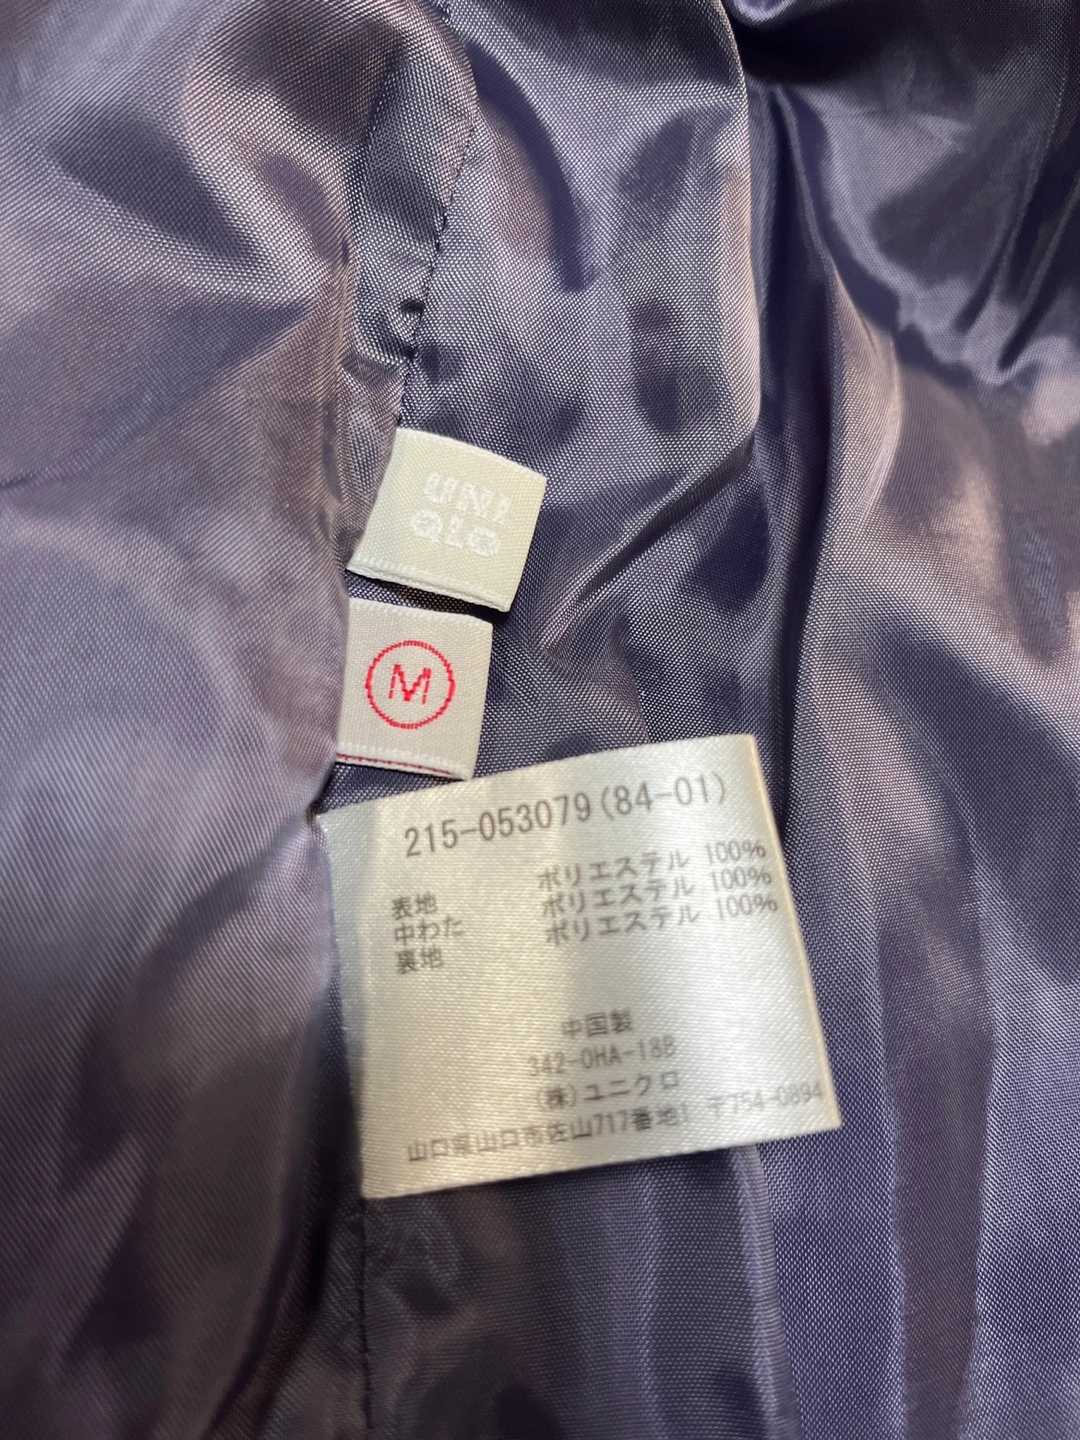 UNI
QLO
M
215-053079(84-01)
表地 ポリエステル 100%
中わた ポリエステル 100%
裏地 ポリエステル 100%
中国製
342-0HA-18B
(株)ユニクロ
山口県山口市佐山717番地1 〒754-0894